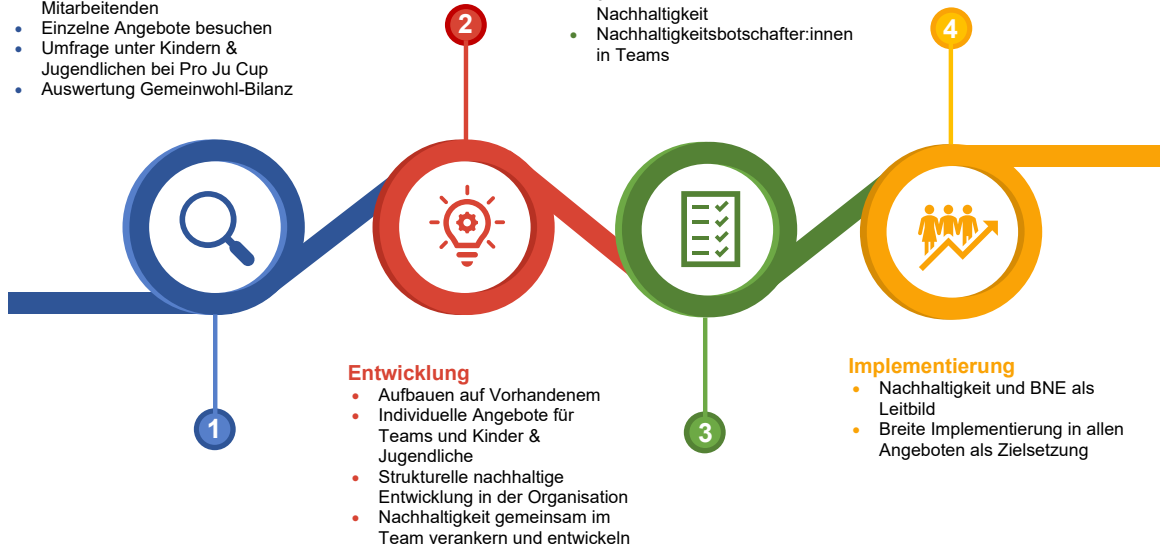 Mitarbeitenden
• Einzelne Angebote besuchen
• Umfrage unter Kindern &
Jugendlichen bei Pro Ju Cup
• Auswertung Gemeinwohl-Bilanz
2
Nachhaltigkeit
• Nachhaltigkeitsbotschafter:innen
in Teams
4
1
Entwicklung
• Aufbauen auf Vorhandenem
• Individuelle Angebote für
Teams und Kinder &
Jugendliche
• Strukturelle nachhaltige
Entwicklung in der Organisation
• Nachhaltigkeit gemeinsam im
Team verankern und entwickeln
3
Implementierung
• Nachhaltigkeit und BNE als
Leitbild
• Breite Implementierung in allen
Angeboten als Zielsetzung